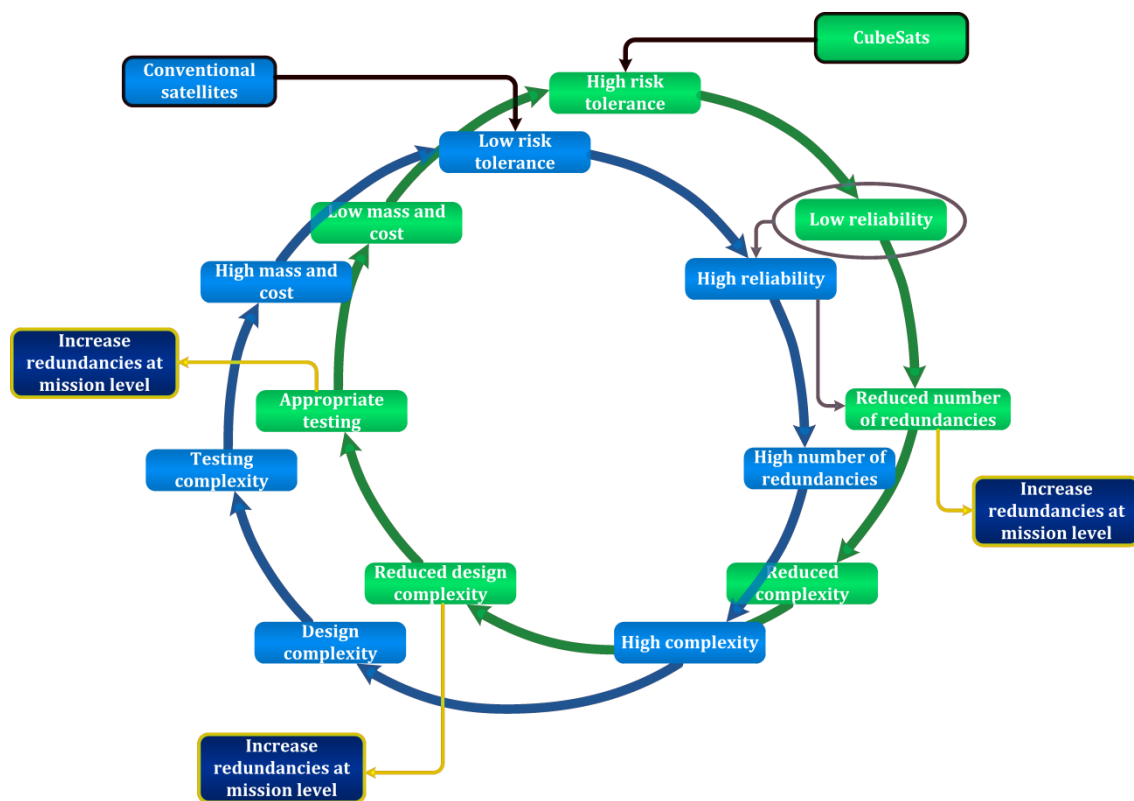 CubeSats
Conventional
satellites
High risk
tolerance
Low risk
tolerance
Low mass and
cost
Low reliability
High mass and
cost
High reliability
Increase
redundancies at
mission level
Appropriate
testing
Reduced number
of redundancies
Testing
complexity
High number of
redundancies
Increase
redundancies at
mission level
Reduced design
complexity
Reduced
complexity
Design
complexity
High complexity
Increase
redundancies at
mission level